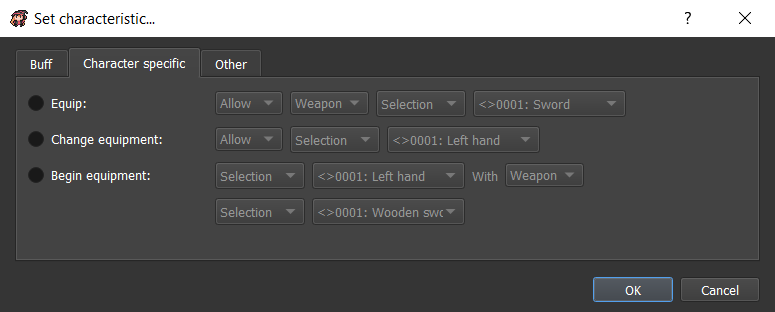 Set characteristic...
?
Buff Character specific Other
Equip: Allow Weapon Selection <>0001: Sword
Change equipment: Allow Selection <>0001: Left hand
Begin equipment: Selection <>0001: Left hand With Weapon
Selection <>0001: Wooden swo
OK Cancel